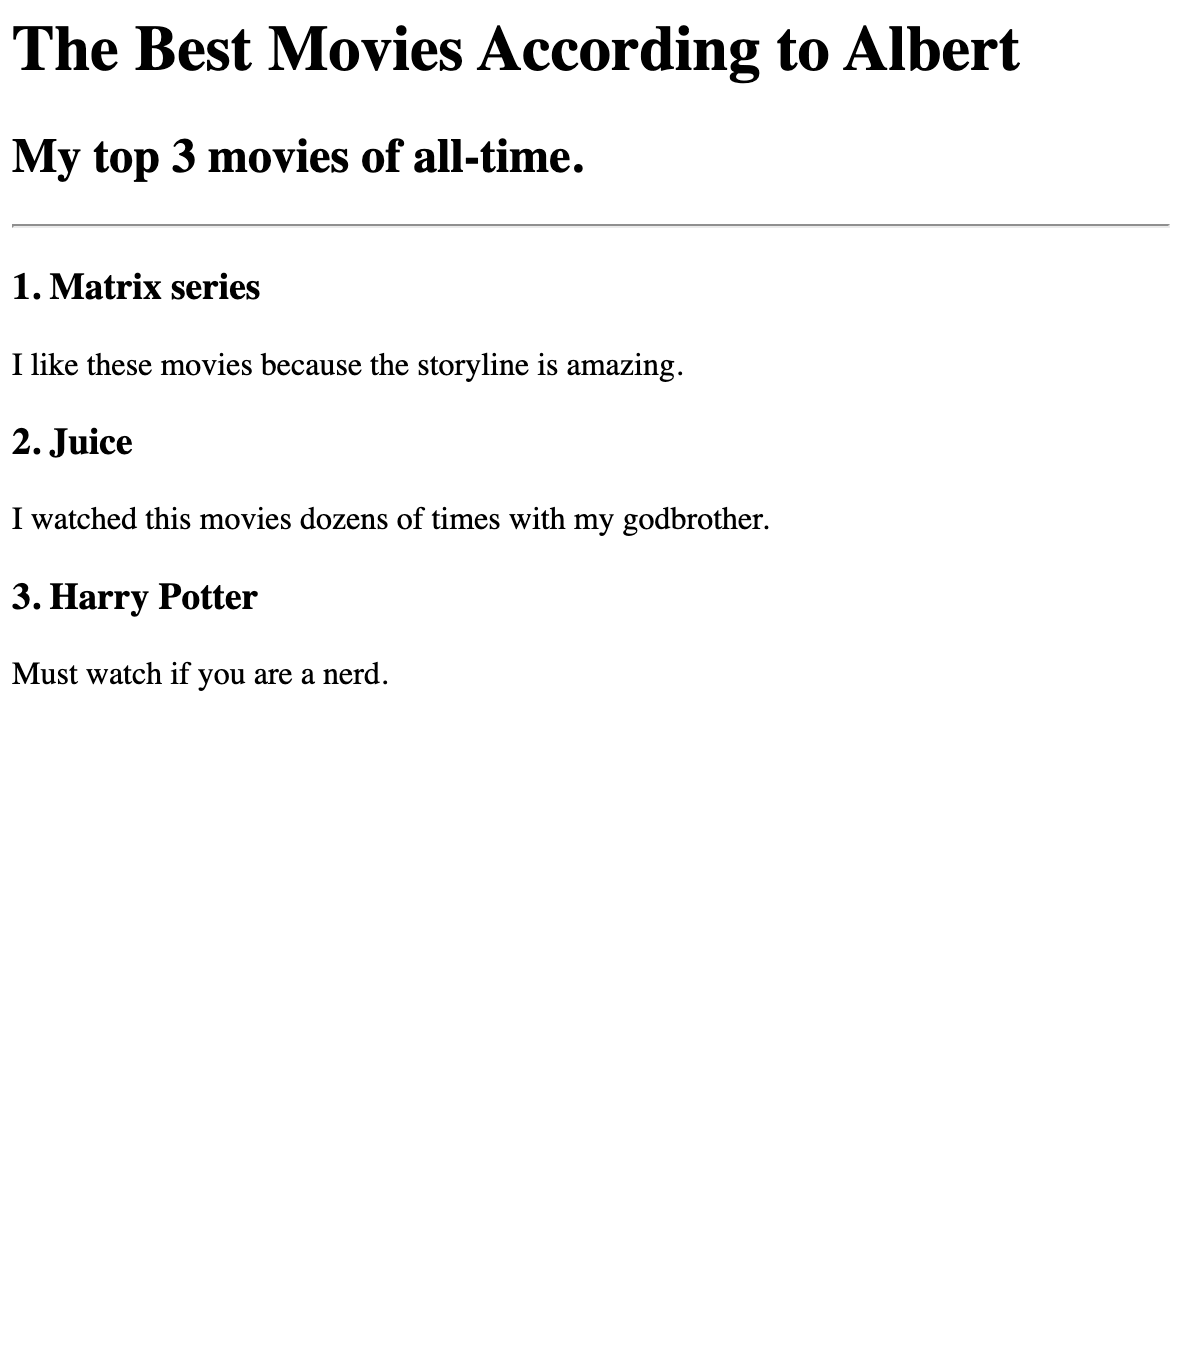 The Best Movies According to Albert
My top 3 movies of all-time.
1. Matrix series
I like these movies because the storyline is amazing.
2. Juice
I watched this movies dozens of times with my godbrother.
3. Harry Potter
Must watch if you are a nerd.